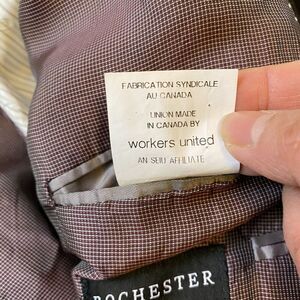 FABRICATION SYNDICALE
AU CANADA
UNION MADE
IN CANADA BY
workers united
AN SEIU AFFILIATE
ROCHESTER